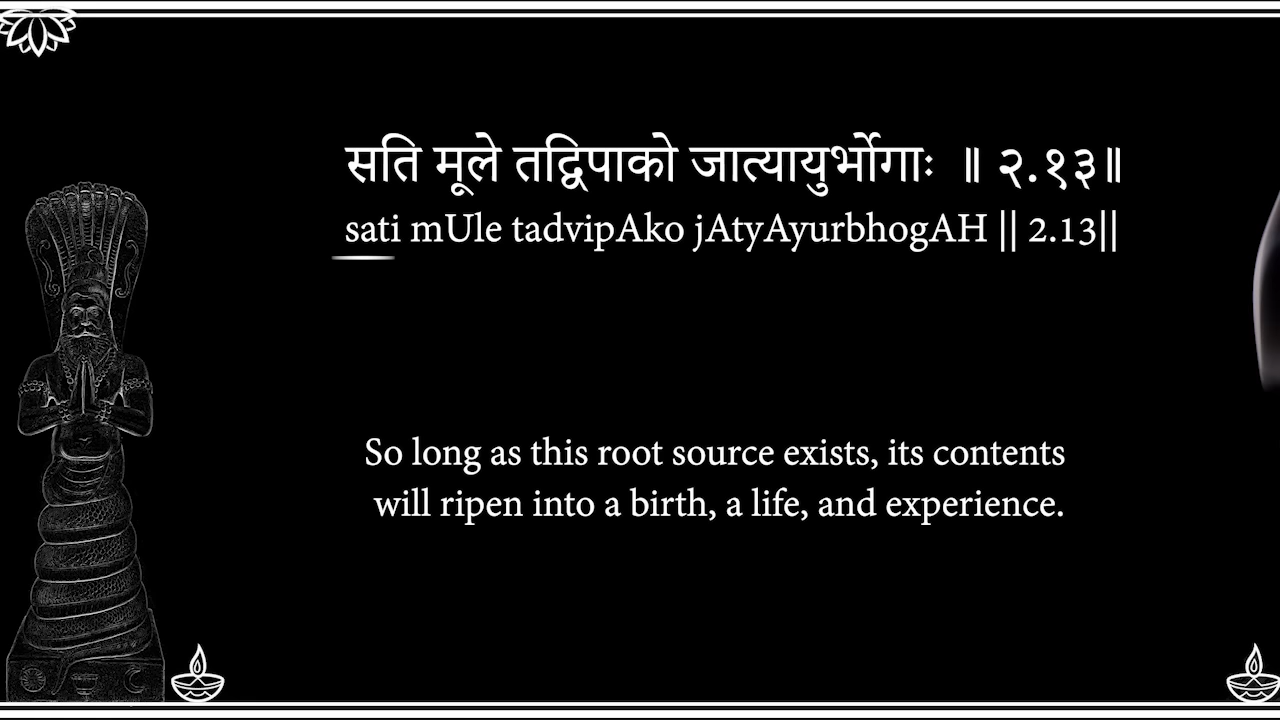 सति मूले तद्विपाको जात्यायुर्भोगाः ॥ २.१३॥
sati mUle tadvipAko jAtyAyurbhogAH || 2.13||
So long as this root source exists, its contents
will ripen into a birth, a life, and experience.